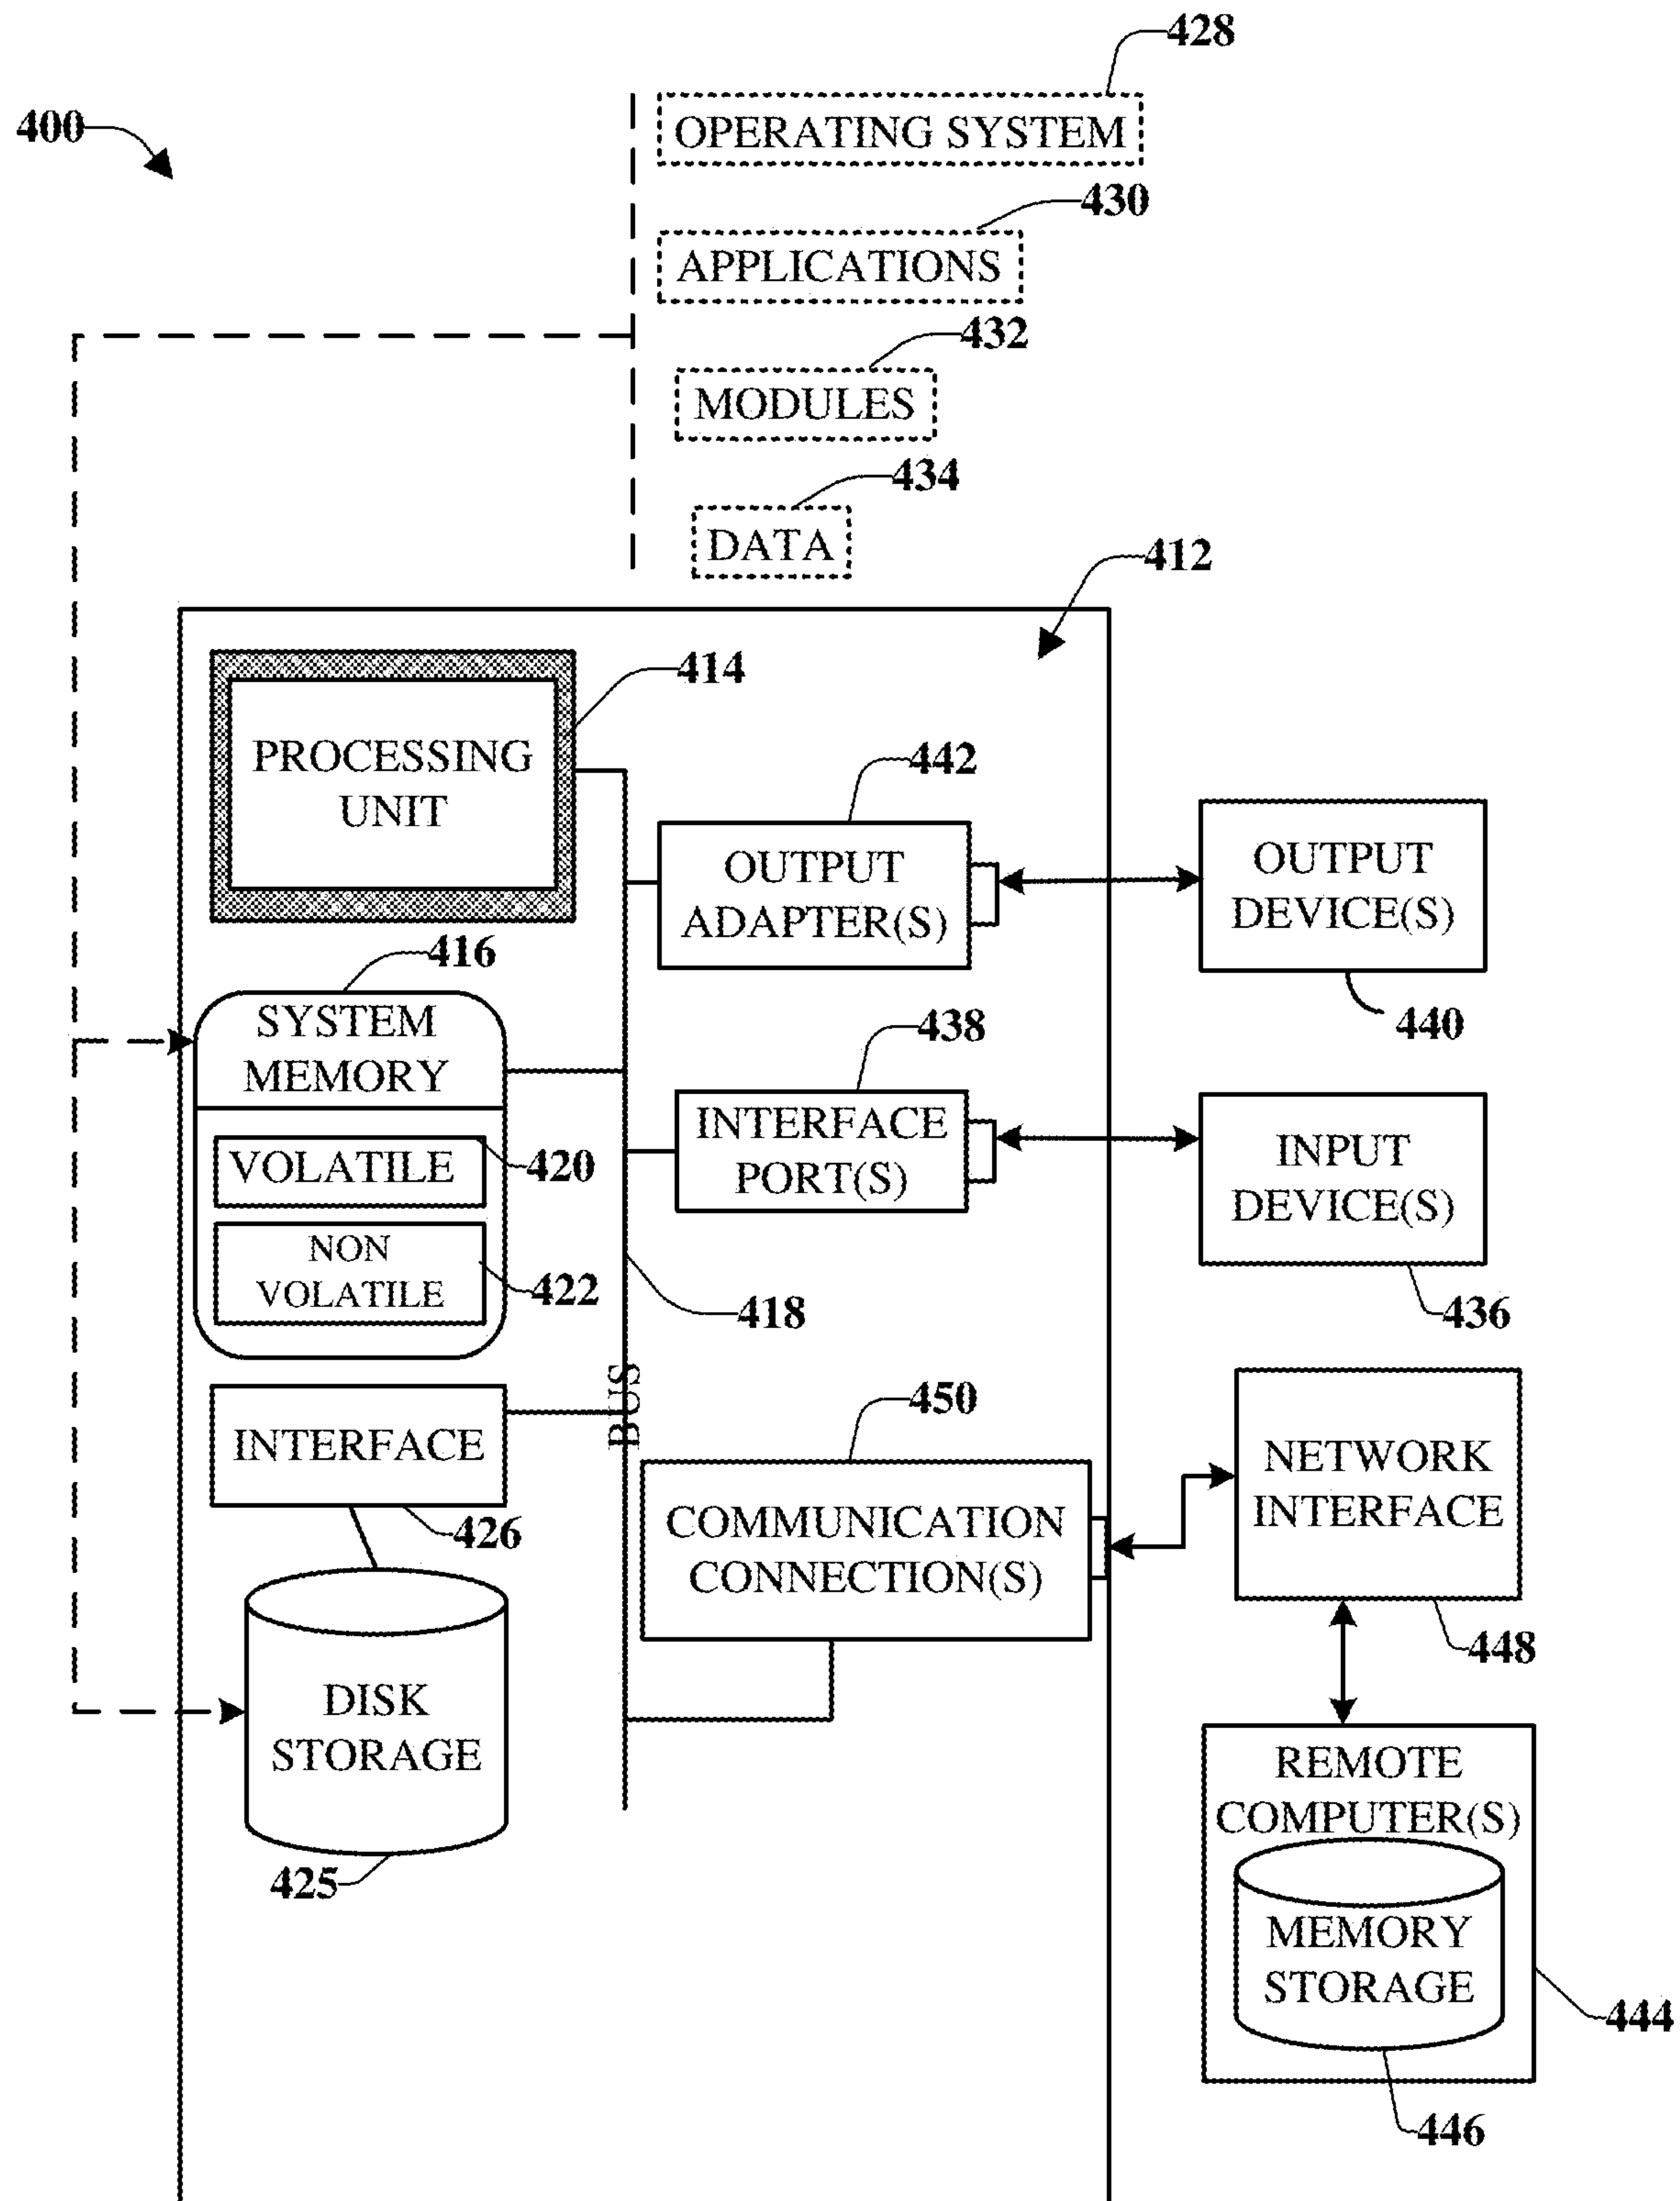 428
400
OPERATING SYSTEM
430
APPLICATIONS
432
MODULES
434
DATA
412
414
PROCESSING
UNIT
442
OUTPUT
ADAPTER(S)
OUTPUT
DEVICE(S)
440
416
SYSTEM
MEMORY
438
INTERFACE
PORT(S)
INPUT
DEVICE(S)
436
VOLATILE
420
NON
VOLATILE
422
418
BUS
INTERFACE
426
450
COMMUNICATION
CONNECTION(S)
NETWORK
INTERFACE
448
DISK
STORAGE
425
REMOTE
COMPUTER(S)
MEMORY
STORAGE
444
446